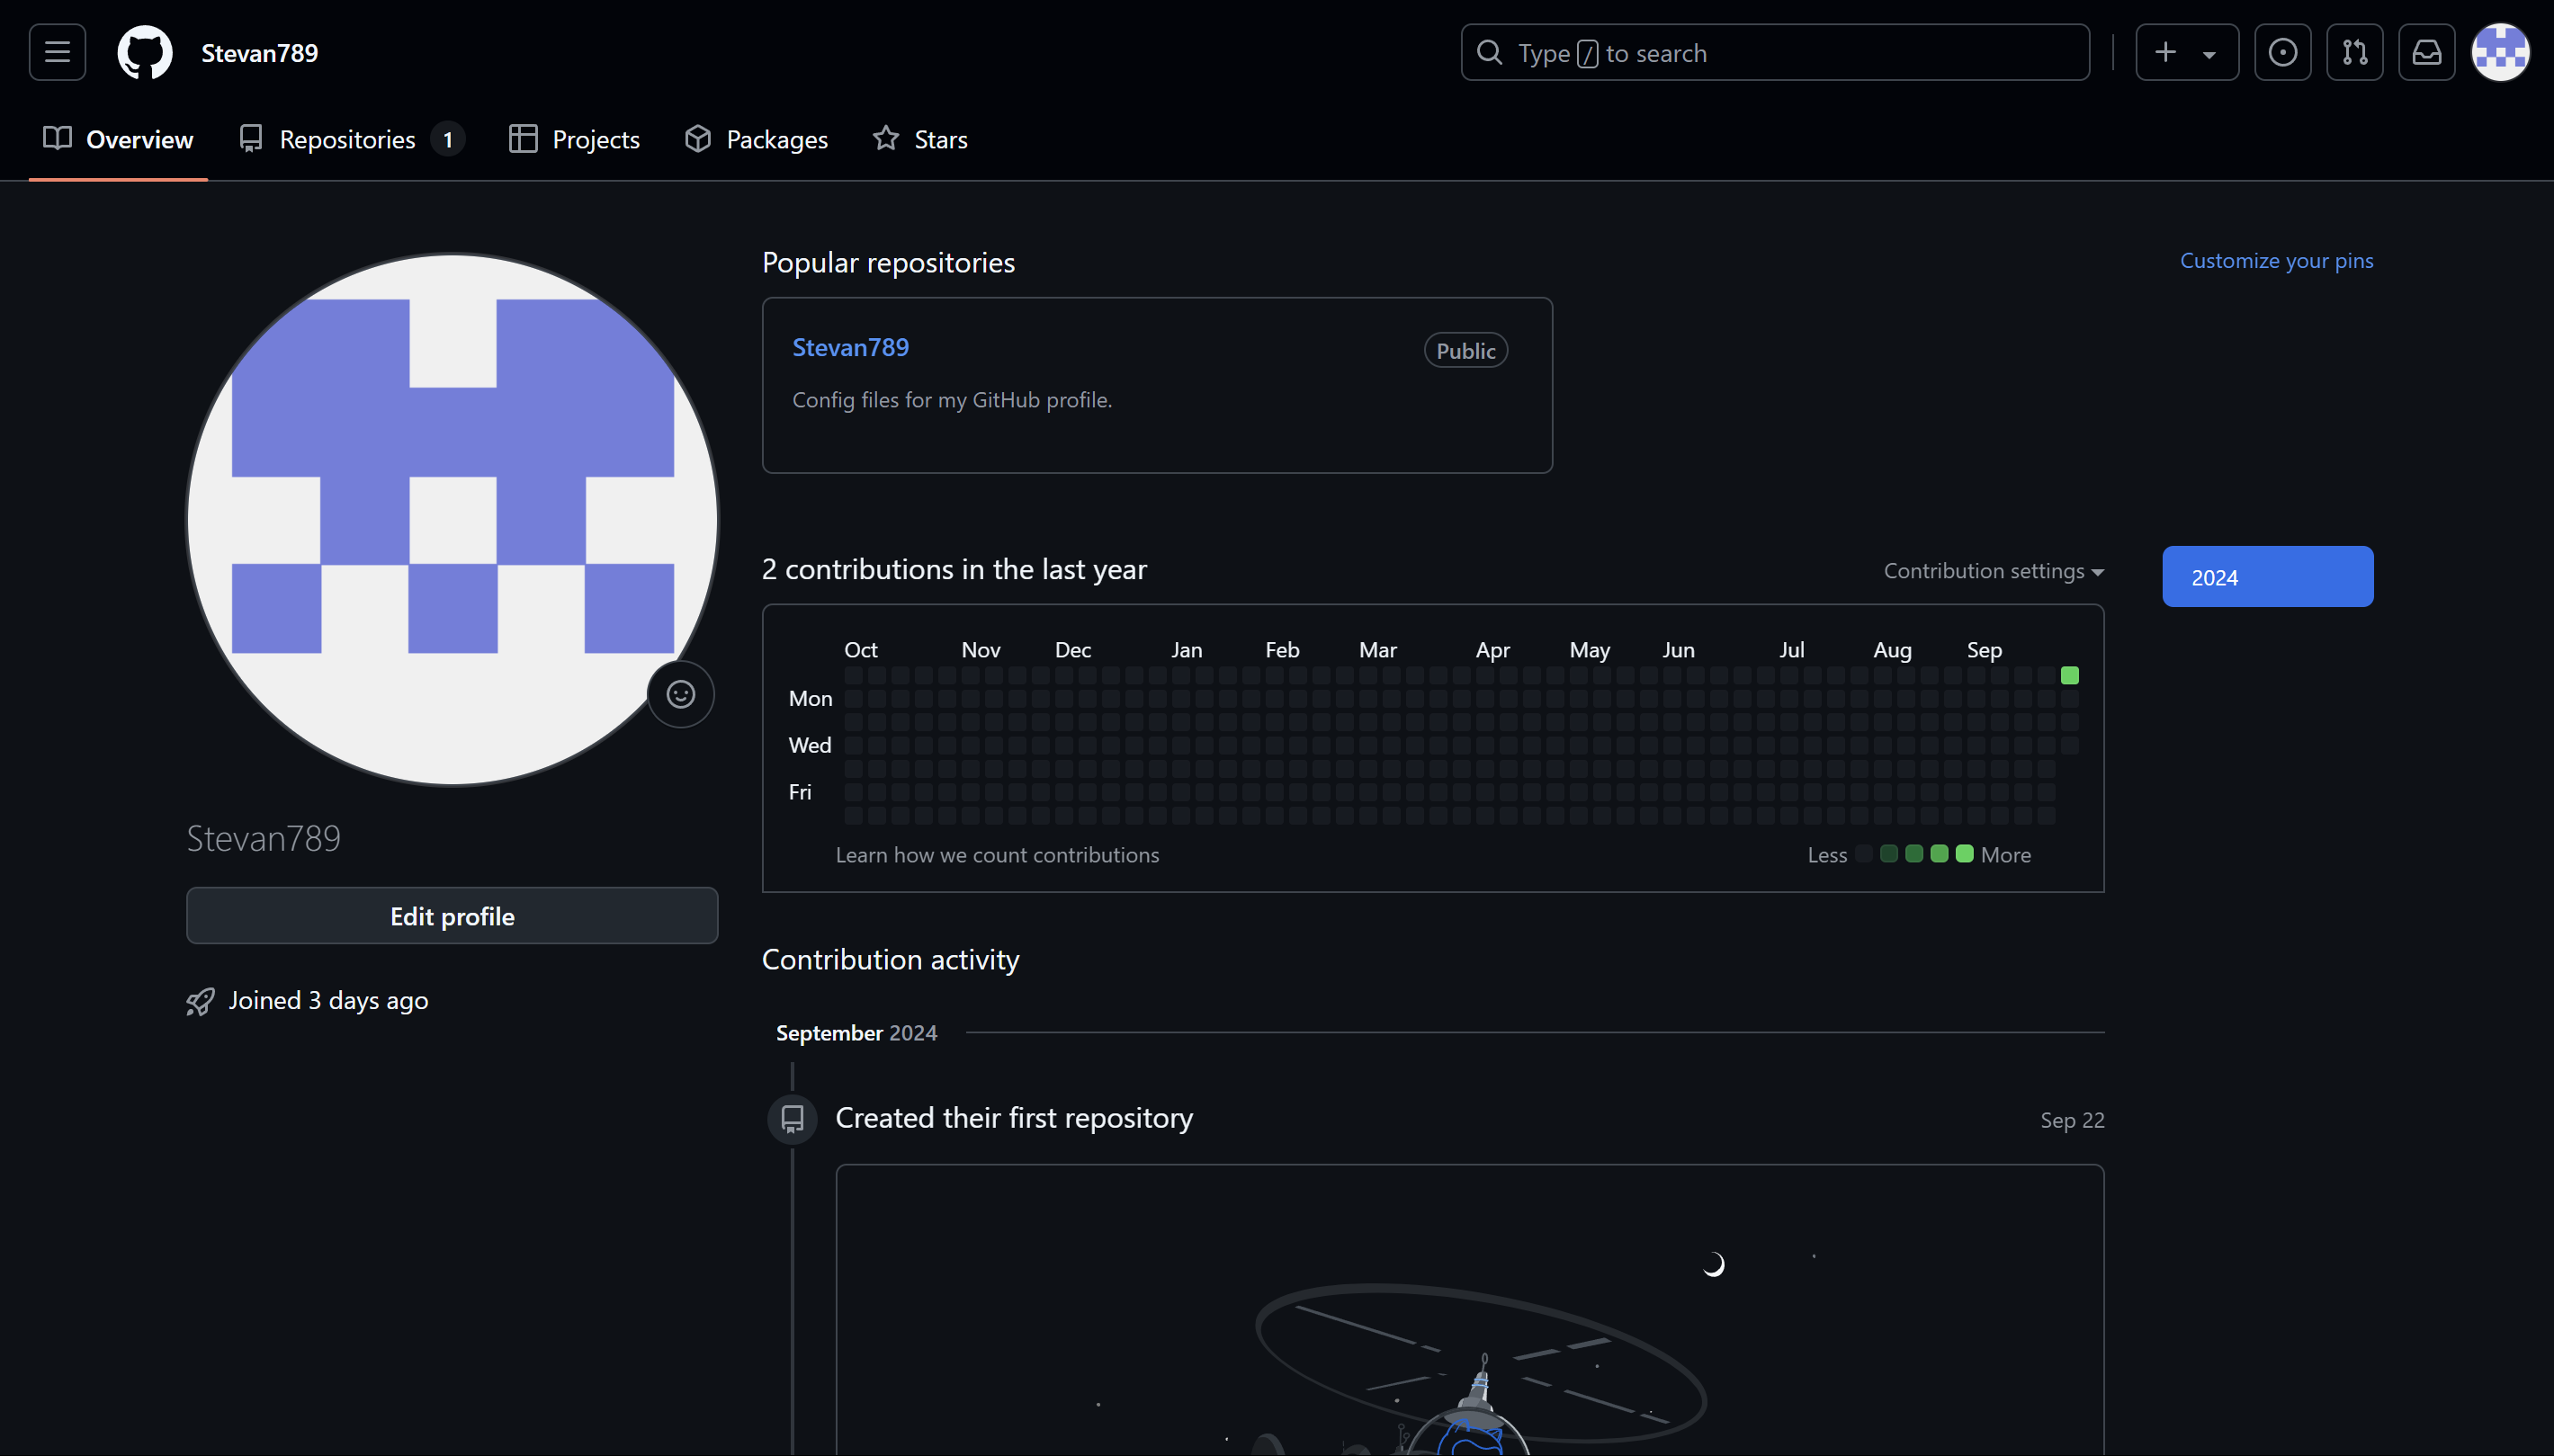 Stevan789
Type / to search
Overview
Repositories 1
Projects
Packages
Stars
Popular repositories
Customize your pins
Stevan789
Public
Config files for my GitHub profile.
2 contributions in the last year
Contribution settings
2024
Oct Nov Dec Jan Feb Mar Apr May Jun Jul Aug Sep
Mon
Wed
Fri
Learn how we count contributions
Less More
Stevan789
Edit profile
Joined 3 days ago
Contribution activity
September 2024
Created their first repository
Sep 22